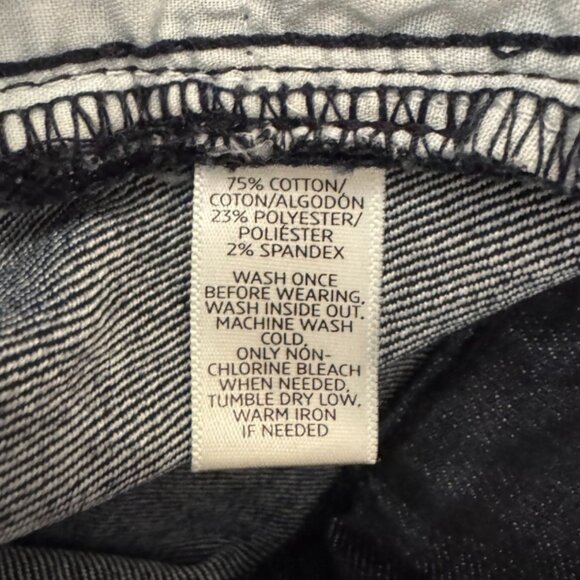 75% COTTON/
COTON/ALGODÓN
23% POLYESTER/
POLIÉSTER
2% SPANDEX
WASH ONCE
BEFORE WEARING,
WASH INSIDE OUT.
MACHINE WASH
COLD.
ONLY NON-
CHLORINE BLEACH
WHEN NEEDED.
TUMBLE DRY LOW.
WARM IRON
IF NEEDED